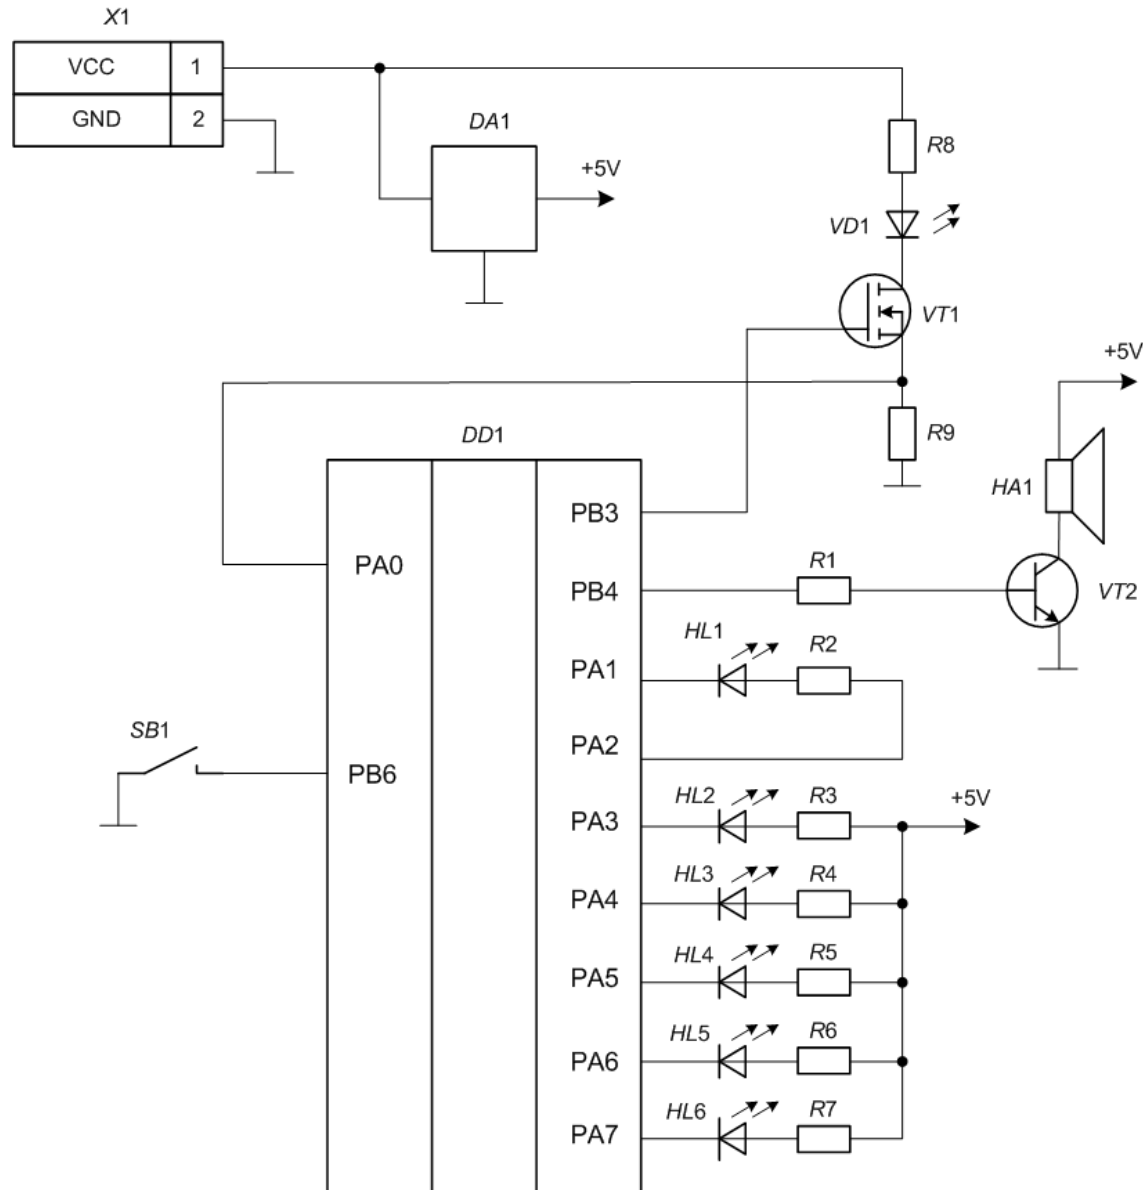 X1
VCC 1
GND 2
DA1
+5V
R8
VD1
VT1
+5V
R9
DD1
HA1
PB3
PA0
R1
PB4
VT2
HL1 R2
PA1
SB1
PA2
PB6
HL2 R3
+5V
PA3
HL3 R4
PA4
HL4 R5
PA5
HL5 R6
PA6
HL6 R7
PA7